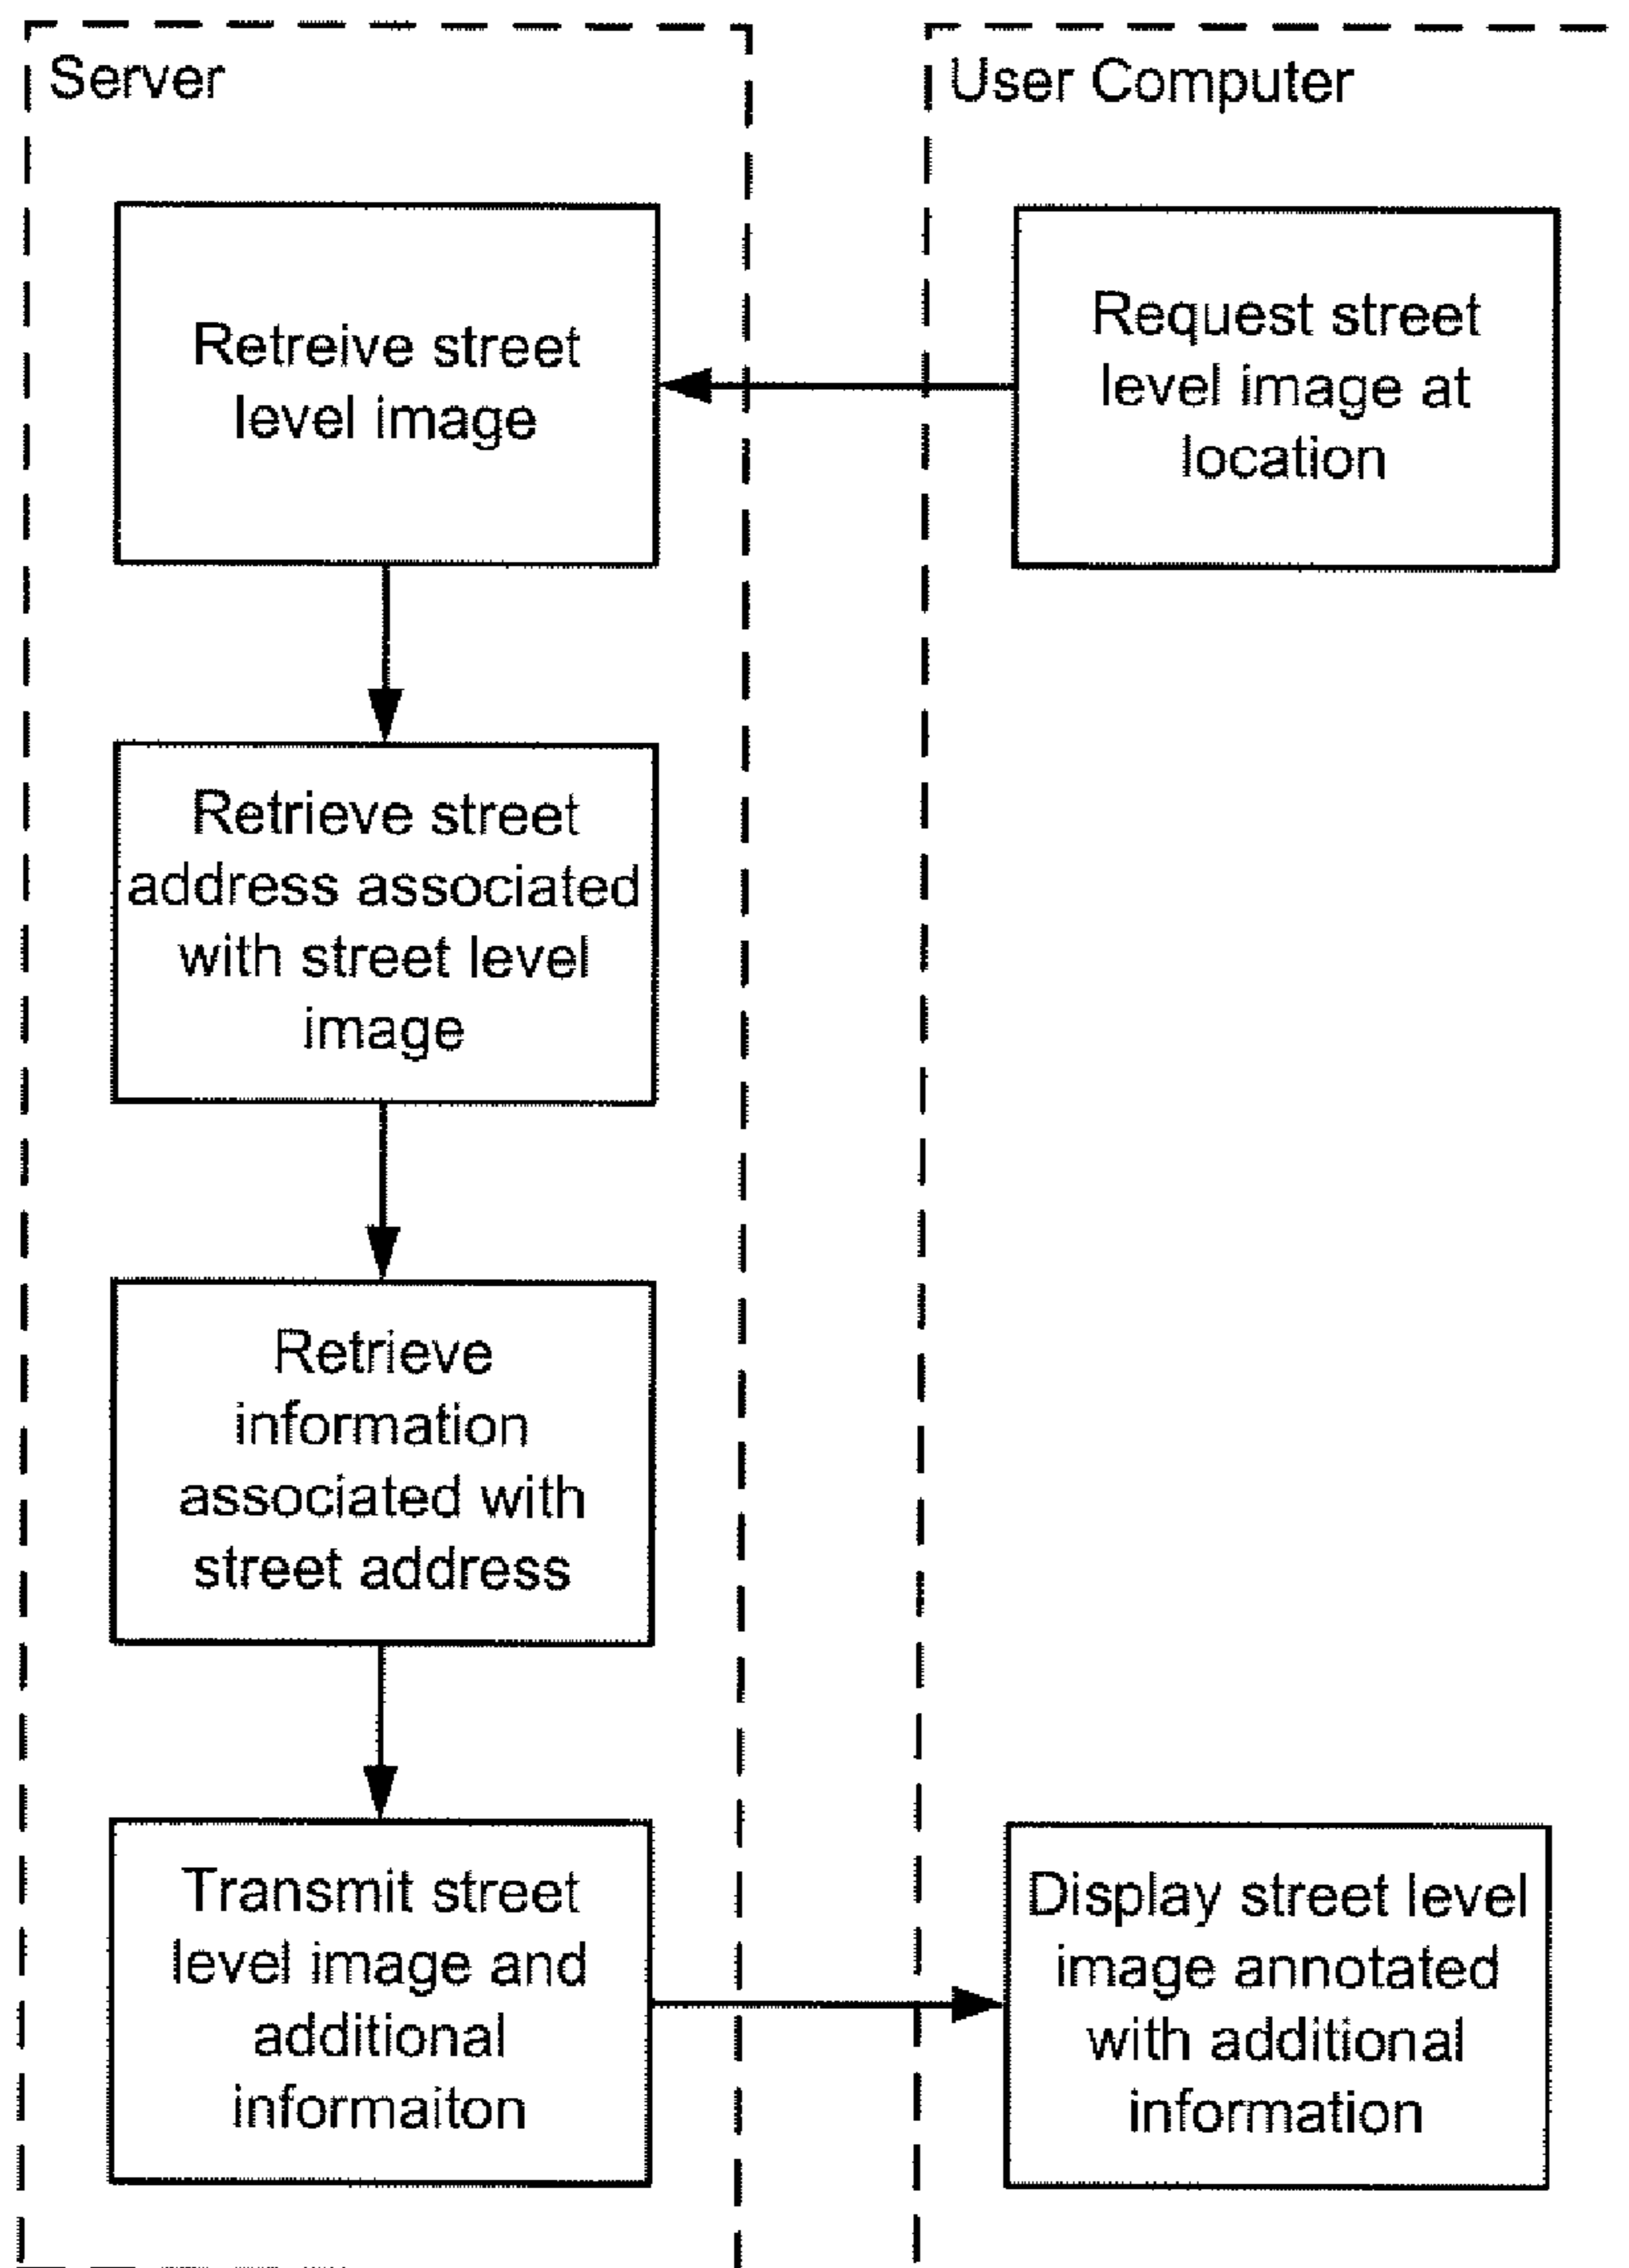 Server
User Computer
Retreive street
level image
Request street
level image at
location
Retrieve street
address associated
with street level
image
Retrieve
information
associated with
street address
Transmit street
level image and
additional
informaiton
Display street level
image annotated
with additional
information